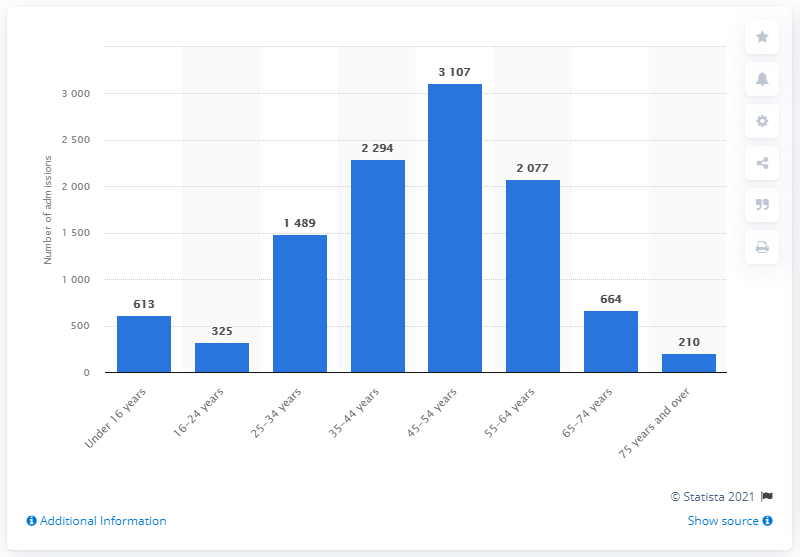 Number of admissions
3 000
2 500
2 000
1 500
1 000
500
0
613
325
1 489
2 294
3 107
2 077
664
210
Under 16 years
16–24 years
25–34 years
35–44 years
45–54 years
55–64 years
65–74 years
75 years and over
© Statista 2021
Additional Information
Show source